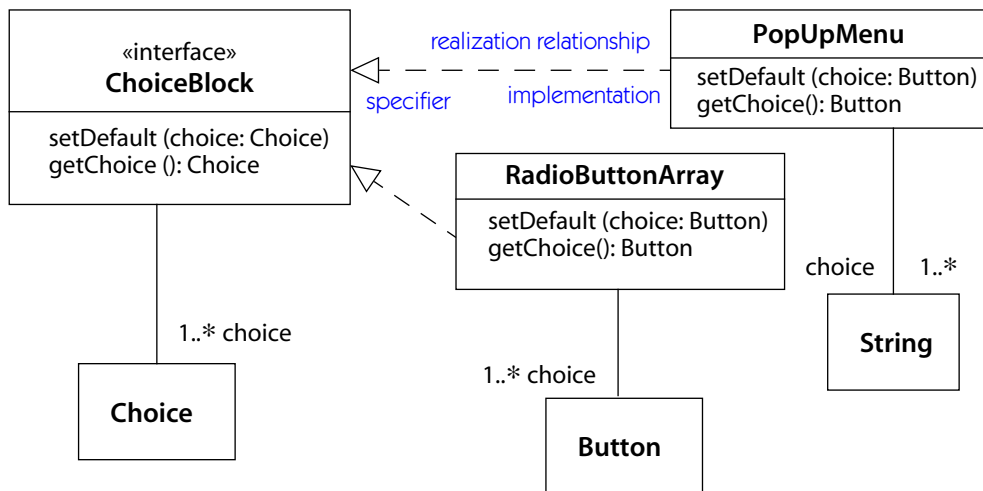 «interface»
ChoiceBlock
setDefault (choice: Choice)
getChoice (): Choice
realization relationship
specifier
implementation
PopUpMenu
setDefault (choice: Button)
getChoice(): Button
RadioButtonArray
setDefault (choice: Button)
getChoice(): Button
choice
1..*
String
1..* choice
Choice
1..* choice
Button